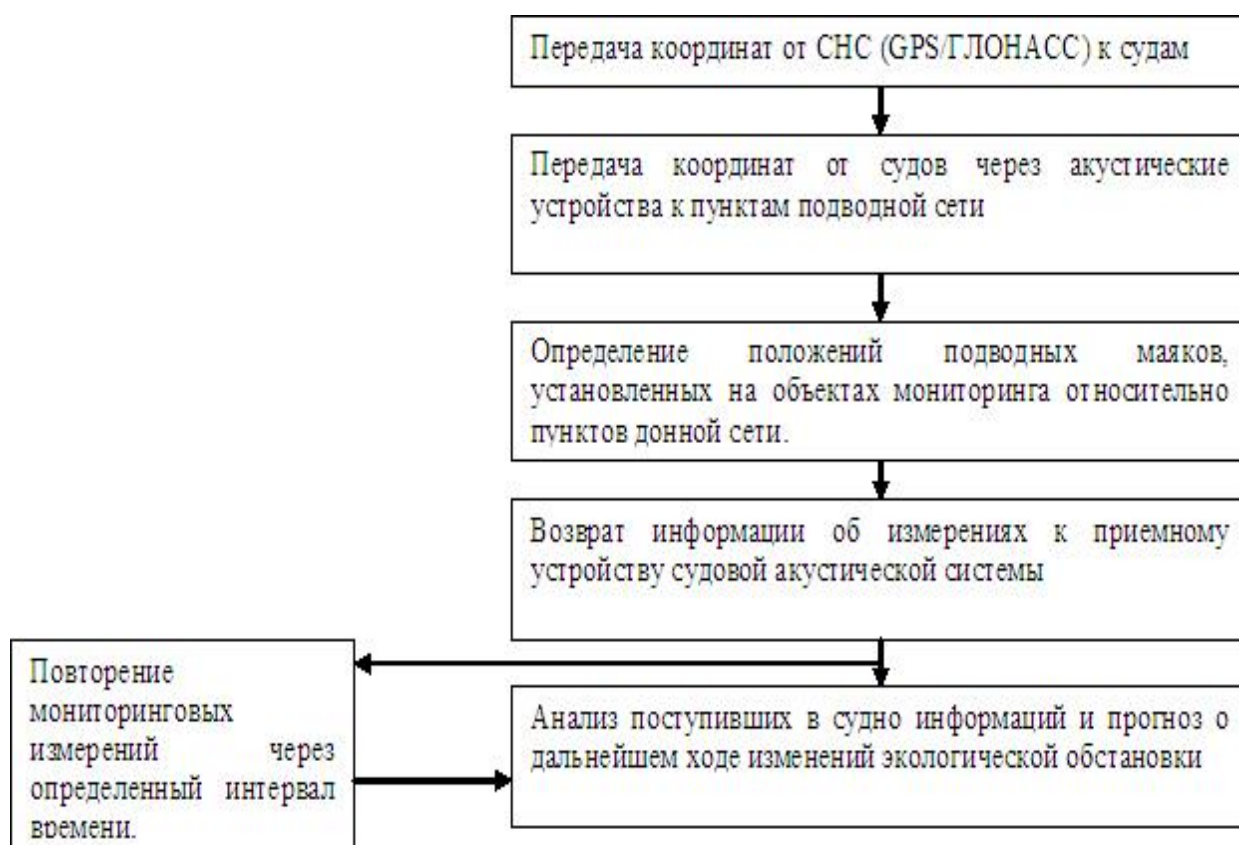 Передача координат от СНС (GPS/ГЛОНАСС) к судам
Передача координат от судов через акустические
устройства к пунктам подводной сети
Определение положений подводных маяков,
установленных на объектах мониторинга относительно
пунктов донной сети.
Возврат информации об измерениях к приемному
устройству судовой акустической системы
Повторение
мониторинговых
измерений через
определенный интервал
времени.
Анализ поступивших в судно информаций и прогноз о
дальнейшем ходе изменений экологической обстановки